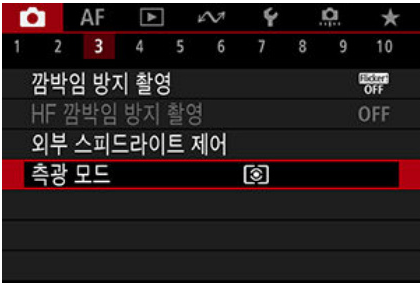 AF
1 2 3 4 5 6 7 8 9 10
깜박임 방지 촬영 Flicker! OFF
HF 깜박임 방지 촬영 OFF
외부 스피드라이트 제어
측광 모드